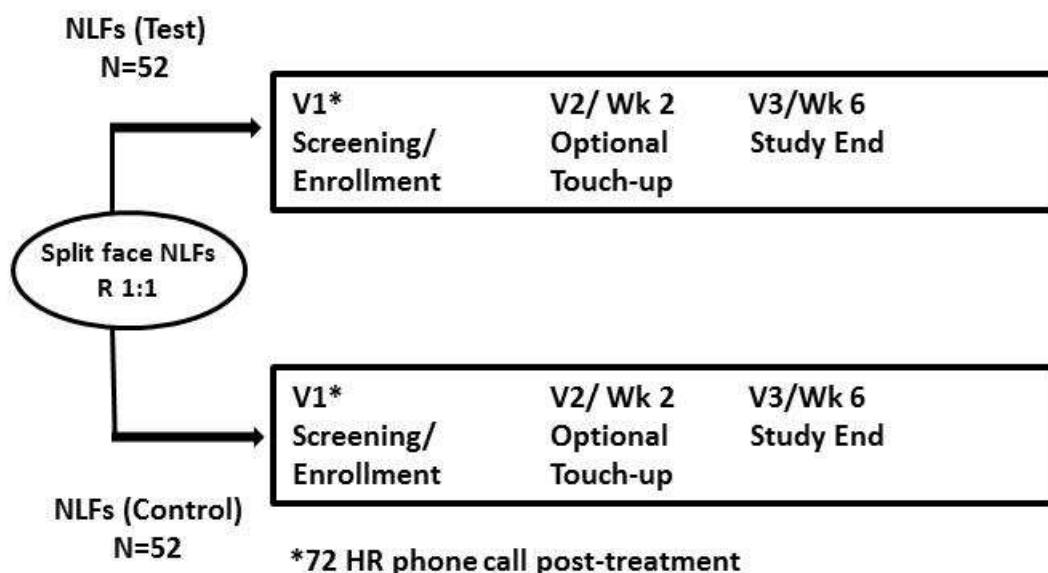 NLFs (Test)
N=52
V1*
Screening/
Enrollment
V2/ Wk 2
Optional
Touch-up
V3/Wk 6
Study End
Split face NLFs
R 1:1
V1*
Screening/
Enrollment
V2/ Wk 2
Optional
Touch-up
V3/Wk 6
Study End
NLFs (Control)
N=52
*72 HR phone call post-treatment